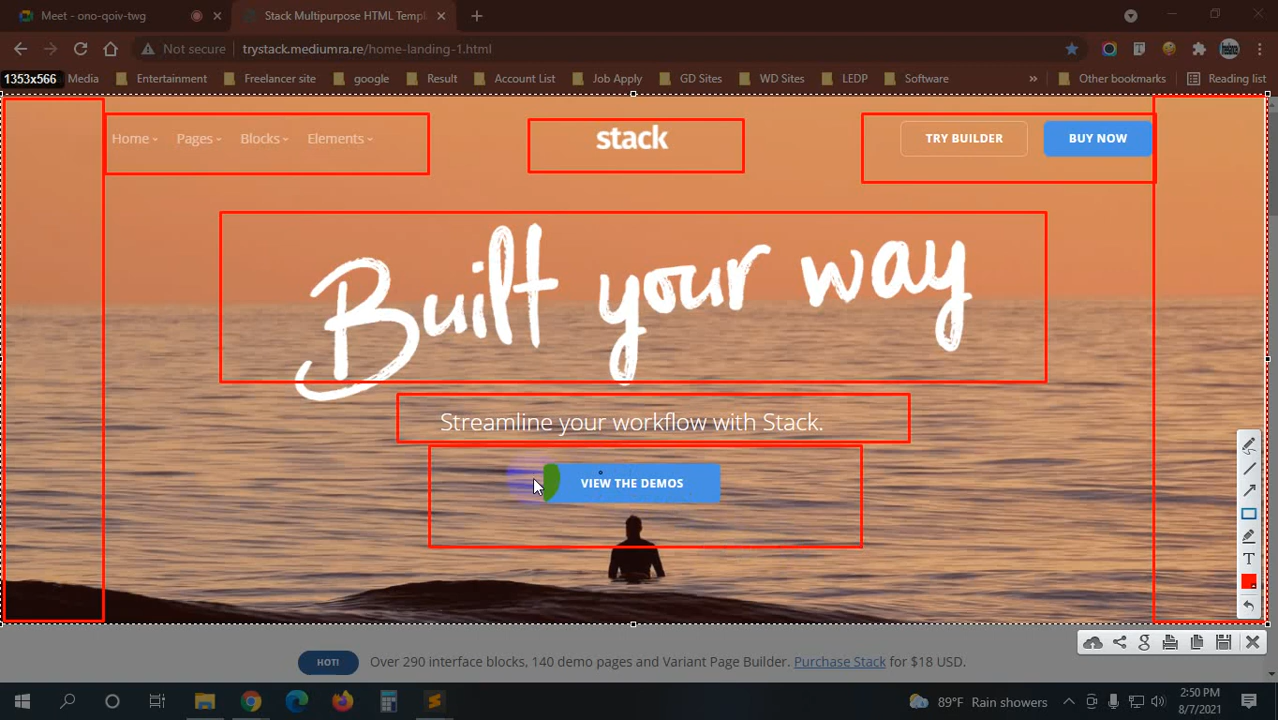 Meet - ono-qoiv-twg
Stack Multipurpose HTML Templ
Not secure
trystack.mediumra.re/home-landing-1.html
1353x566
Media
Entertainment
Freelancer site
google
Result
Account List
Job Apply
GD Sites
WD Sites
LEDP
Software
»
Other bookmarks
Reading list
Home
Pages
Blocks
Elements
stack
TRY BUILDER
BUY NOW
Built your way
Streamline your workflow with Stack.
VIEW THE DEMOS
T
g
HOT!
Over 290 interface blocks, 140 demo pages and Variant Page Builder. Purchase Stack for $18 USD.
89°F Rain showers
2:50 PM
8/7/2021